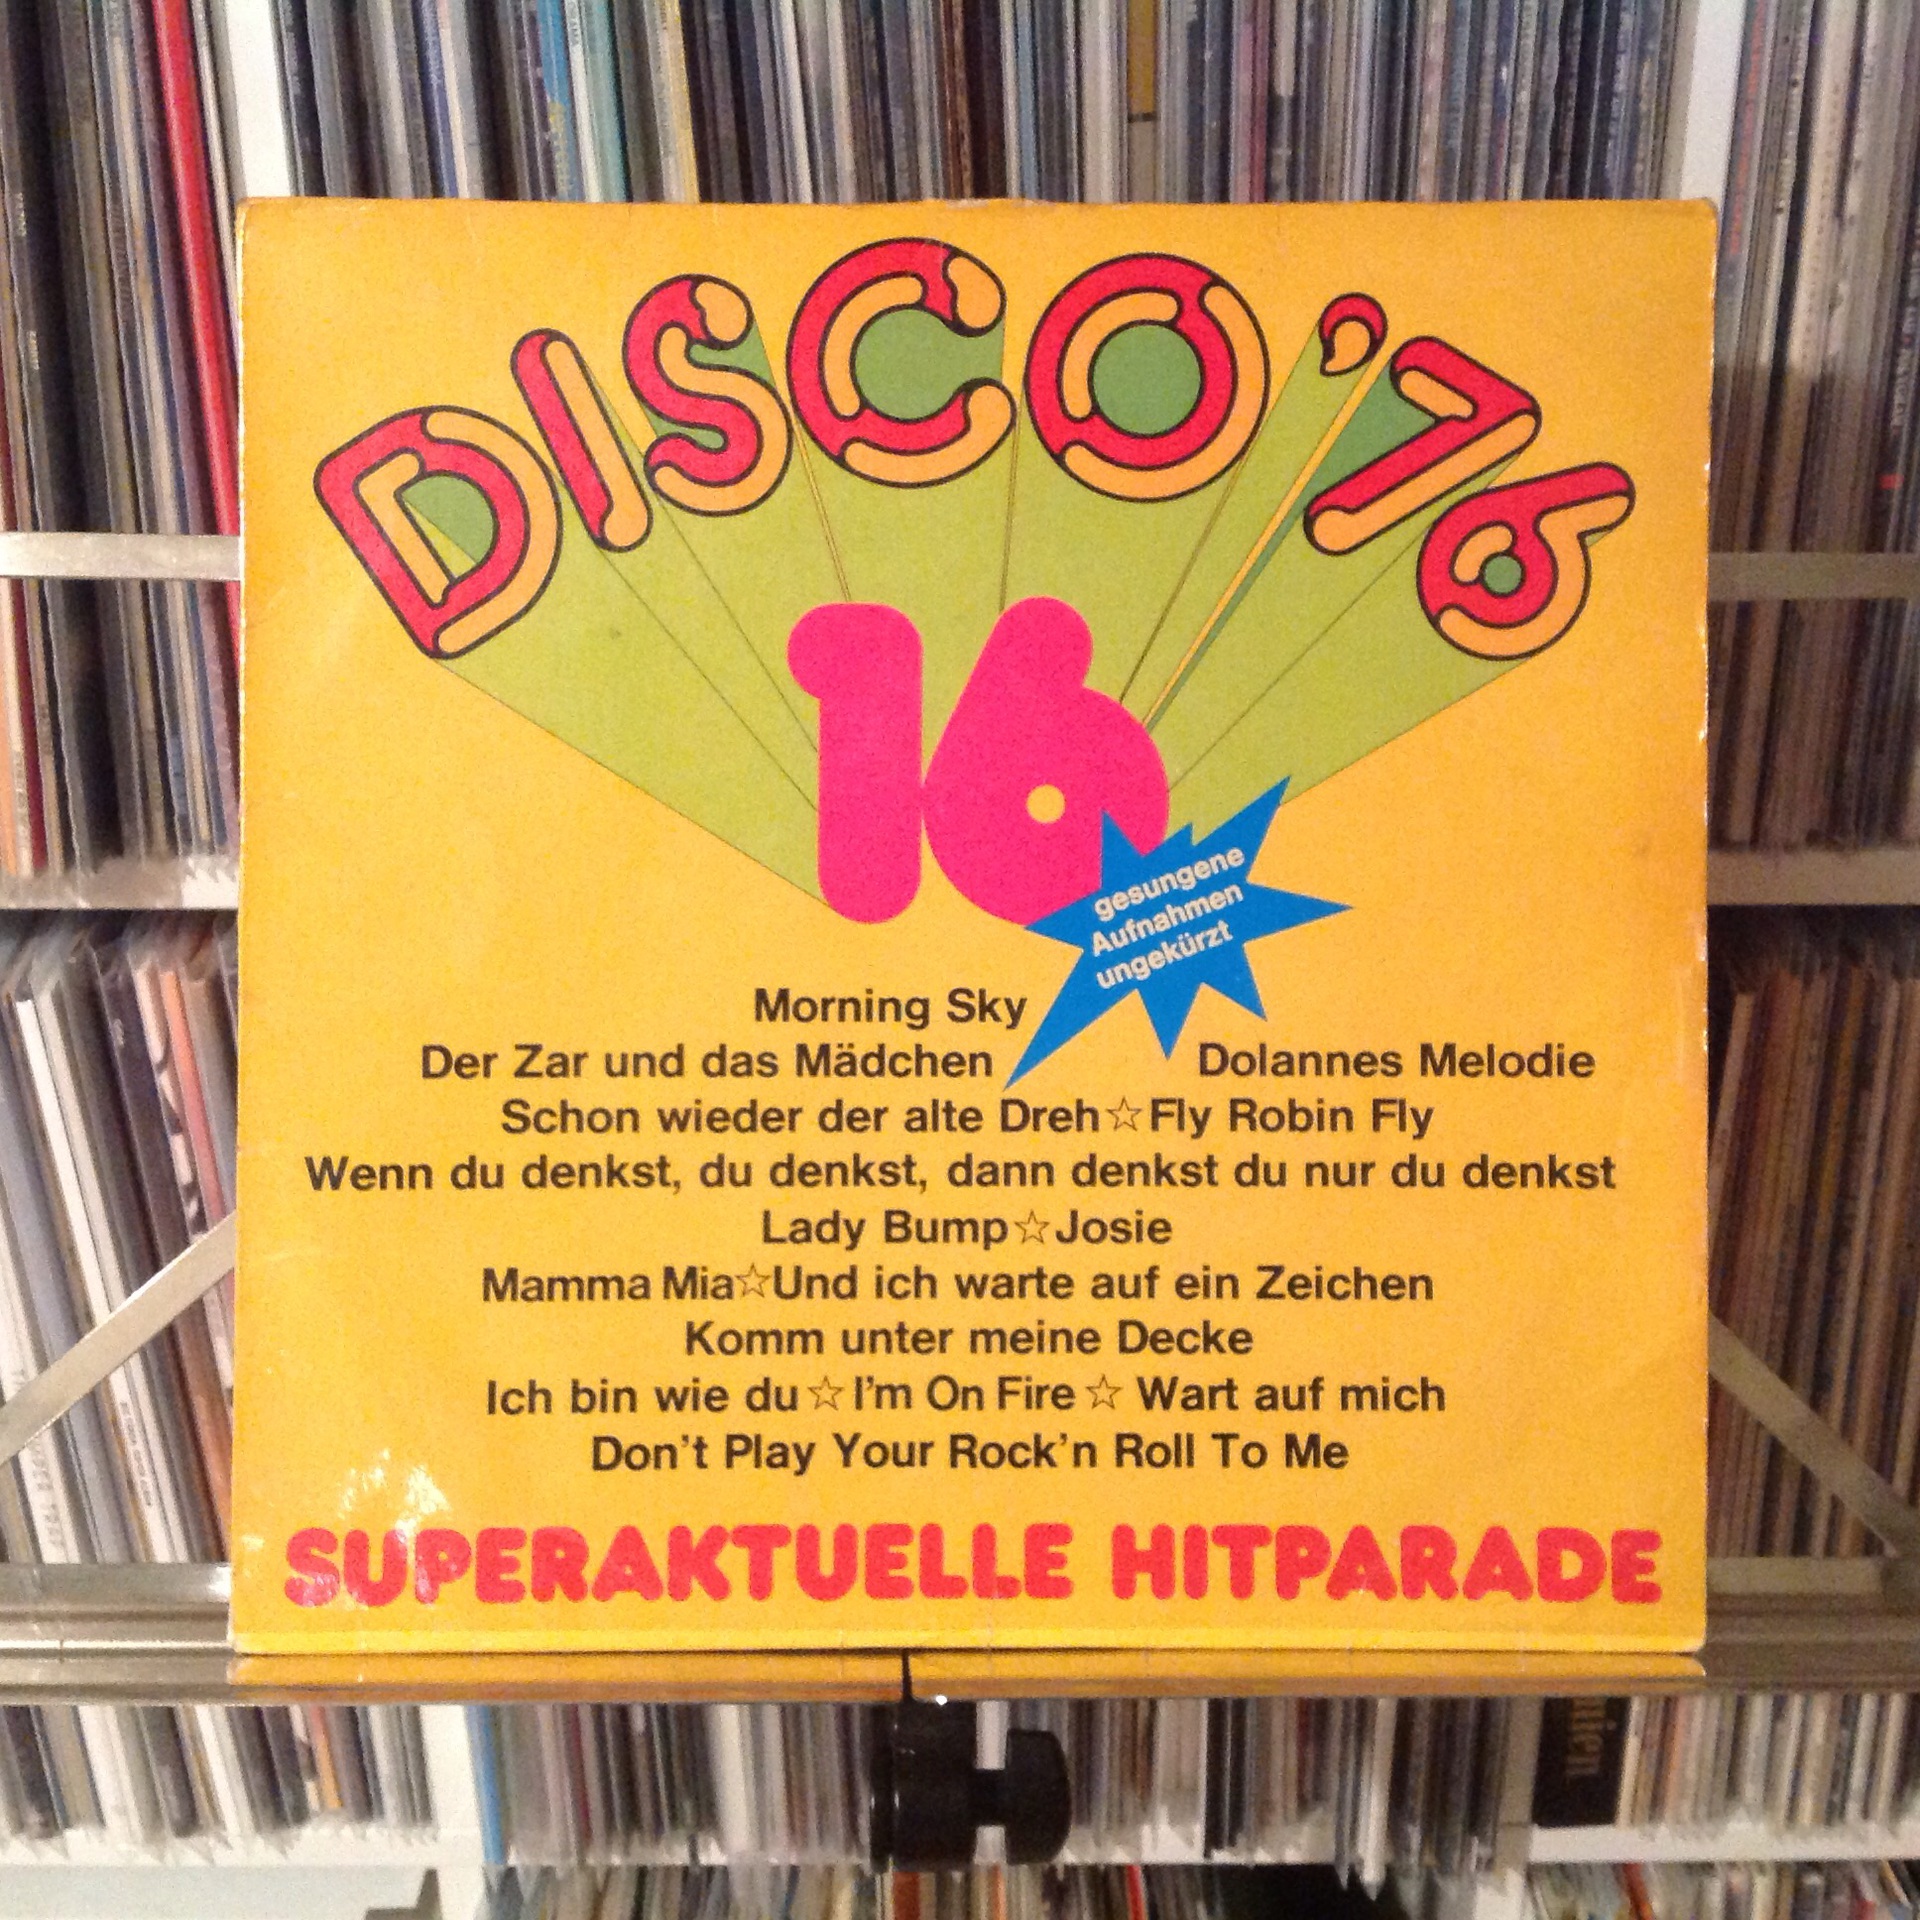 DISCO '76
16
gesungene
Aufnahmen
ungekürzt
Morning Sky
Der Zar und das Mädchen Dolannes Melodie
Schon wieder der alte Dreh☆Fly Robin Fly
Wenn du denkst, du denkst, dann denkst du nur du denkst
Lady Bump☆Josie
Mamma Mia☆Und ich warte auf ein Zeichen
Komm unter meine Decke
Ich bin wie du☆I'm On Fire☆Wart auf mich
Don't Play Your Rock'n Roll To Me
SUPERAKTUELLE HITPARADE